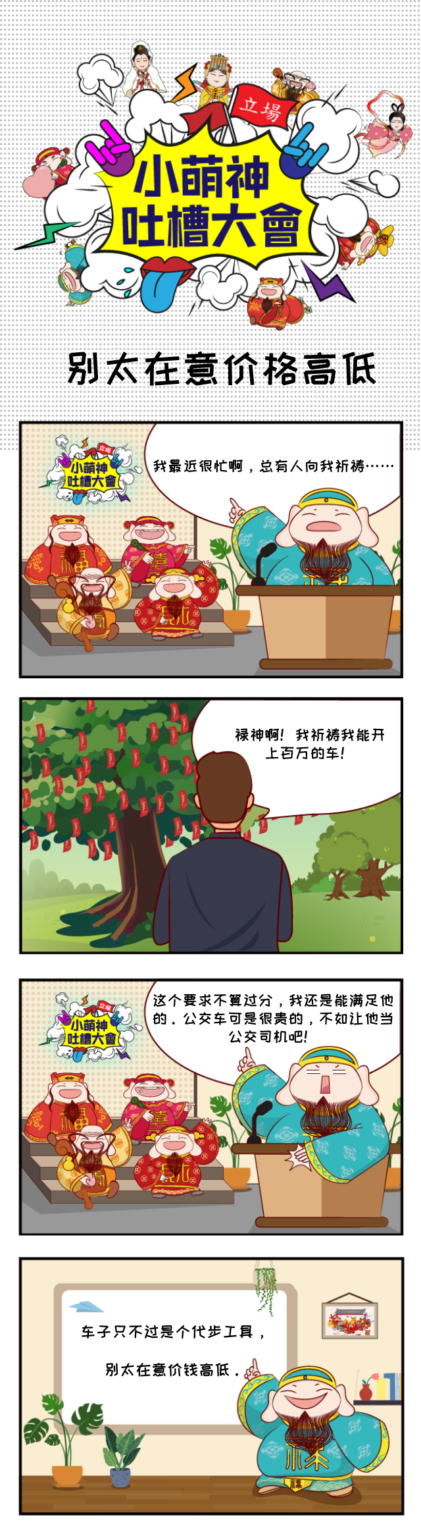 立場
小萌神
吐槽大會
别太在意价格高低
立場
小萌神
吐槽大會
我最近很忙啊，总有人向我祈祷……
福
禄神啊！我祈祷我能开
上百万的车！
立場
小萌神
吐槽大會
这个要求不算过分，我还是能满足他
的．公交车可是很贵的，不如让他当
公交司机吧！
福
车子只不过是个代步工具，
别太在意价钱高低．